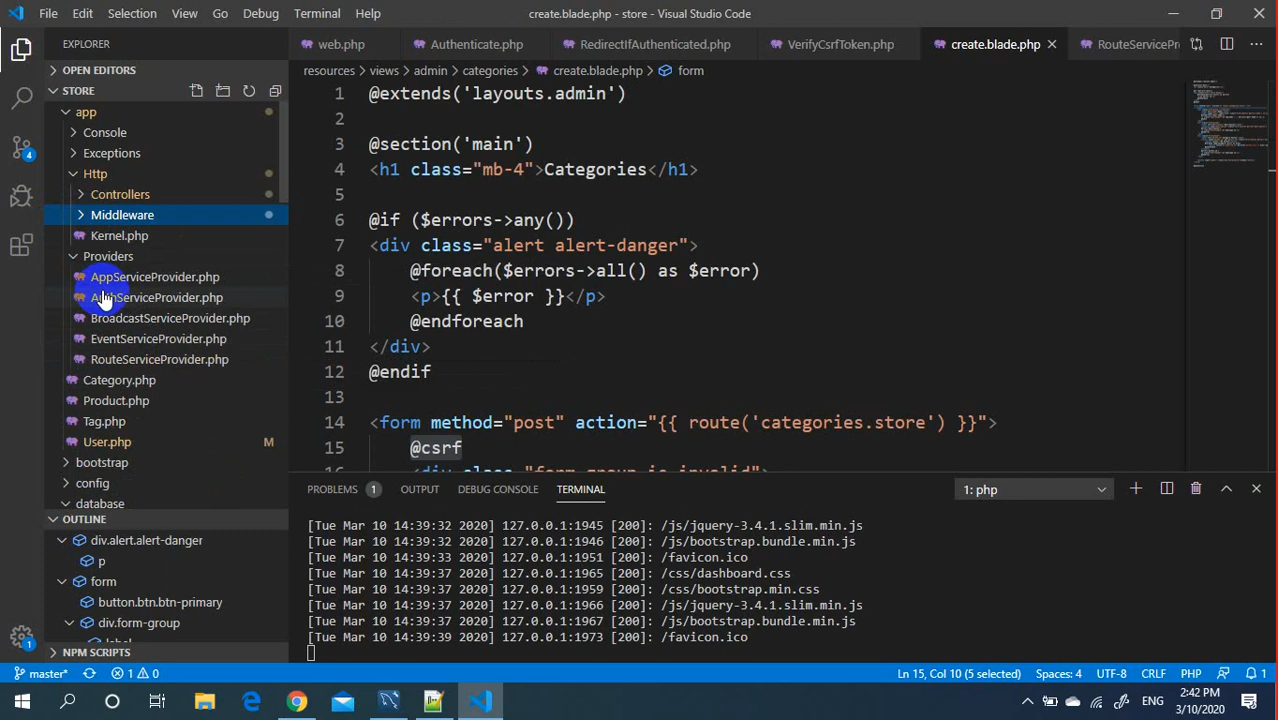 File Edit Selection View Go Debug Terminal Help create.blade.php - store - Visual Studio Code
EXPLORER
OPEN EDITORS
STORE
app
Console
Exceptions
Http
Controllers
Middleware
Kernel.php
Providers
AppServiceProvider.php
AuthServiceProvider.php
BroadcastServiceProvider.php
EventServiceProvider.php
RouteServiceProvider.php
Category.php
Product.php
Tag.php
User.php M
bootstrap
config
database
OUTLINE
div.alert.alert-danger
p
form
button.btn.btn-primary
div.form-group
label
NPM SCRIPTS
4
1
web.php Authenticate.php RedirectIfAuthenticated.php VerifyCsrfToken.php create.blade.php RouteServicePr
resources > views > admin > categories > create.blade.php > form
1 @extends('layouts.admin')
2
3 @section('main')
4 <h1 class="mb-4">Categories</h1>
5
6 @if ($errors->any())
7 <div class="alert alert-danger">
8 @foreach($errors->all() as $error)
9 <p>{{ $error }}</p>
10 @endforeach
11 </div>
12 @endif
13
14 <form method="post" action="{{ route('categories.store') }}">
15 @csrf
16 <div class="form-group is-invalid">
PROBLEMS 1 OUTPUT DEBUG CONSOLE TERMINAL 1: php
[Tue Mar 10 14:39:32 2020] 127.0.0.1:1945 [200]: /js/jquery-3.4.1.slim.min.js
[Tue Mar 10 14:39:32 2020] 127.0.0.1:1946 [200]: /js/bootstrap.bundle.min.js
[Tue Mar 10 14:39:33 2020] 127.0.0.1:1951 [200]: /favicon.ico
[Tue Mar 10 14:39:37 2020] 127.0.0.1:1965 [200]: /css/dashboard.css
[Tue Mar 10 14:39:37 2020] 127.0.0.1:1959 [200]: /css/bootstrap.min.css
[Tue Mar 10 14:39:37 2020] 127.0.0.1:1966 [200]: /js/jquery-3.4.1.slim.min.js
[Tue Mar 10 14:39:37 2020] 127.0.0.1:1967 [200]: /js/bootstrap.bundle.min.js
[Tue Mar 10 14:39:39 2020] 127.0.0.1:1973 [200]: /favicon.ico
master* 1 0 Ln 15, Col 10 (5 selected) Spaces: 4 UTF-8 CRLF PHP 1
ENG 2:42 PM
3/10/2020